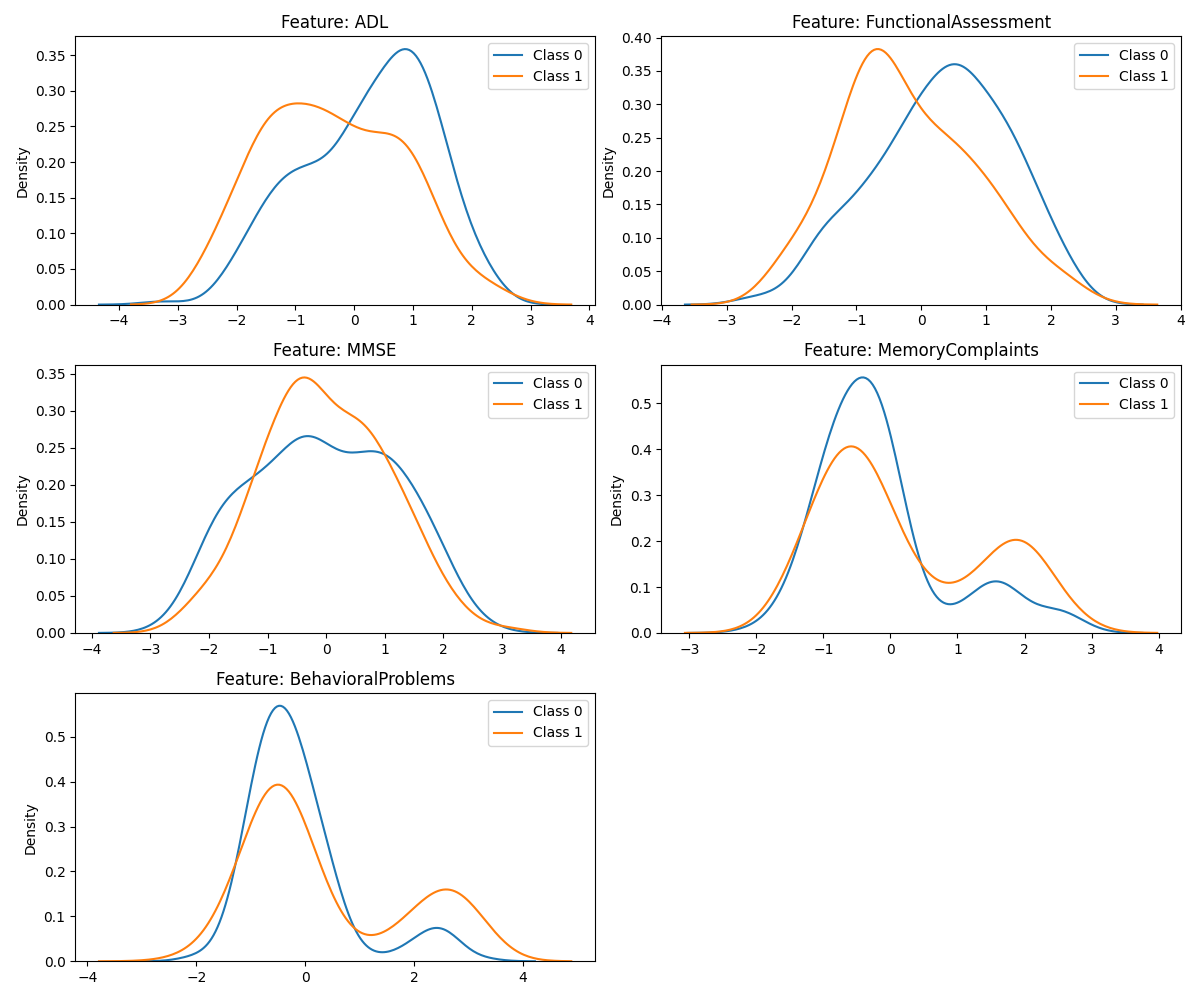 Feature: ADL
Density
0.35
0.30
0.25
0.20
0.15
0.10
0.05
0.00
−4 −3 −2 −1 0 1 2 3 4
Class 0
Class 1
Feature: FunctionalAssessment
Density
0.40
0.35
0.30
0.25
0.20
0.15
0.10
0.05
0.00
−4 −3 −2 −1 0 1 2 3 4
Class 0
Class 1
Feature: MMSE
Density
0.35
0.30
0.25
0.20
0.15
0.10
0.05
0.00
−4 −3 −2 −1 0 1 2 3 4
Class 0
Class 1
Feature: MemoryComplaints
Density
0.5
0.4
0.3
0.2
0.1
0.0
−3 −2 −1 0 1 2 3 4
Class 0
Class 1
Feature: BehavioralProblems
Density
0.5
0.4
0.3
0.2
0.1
0.0
−4 −2 0 2 4
Class 0
Class 1